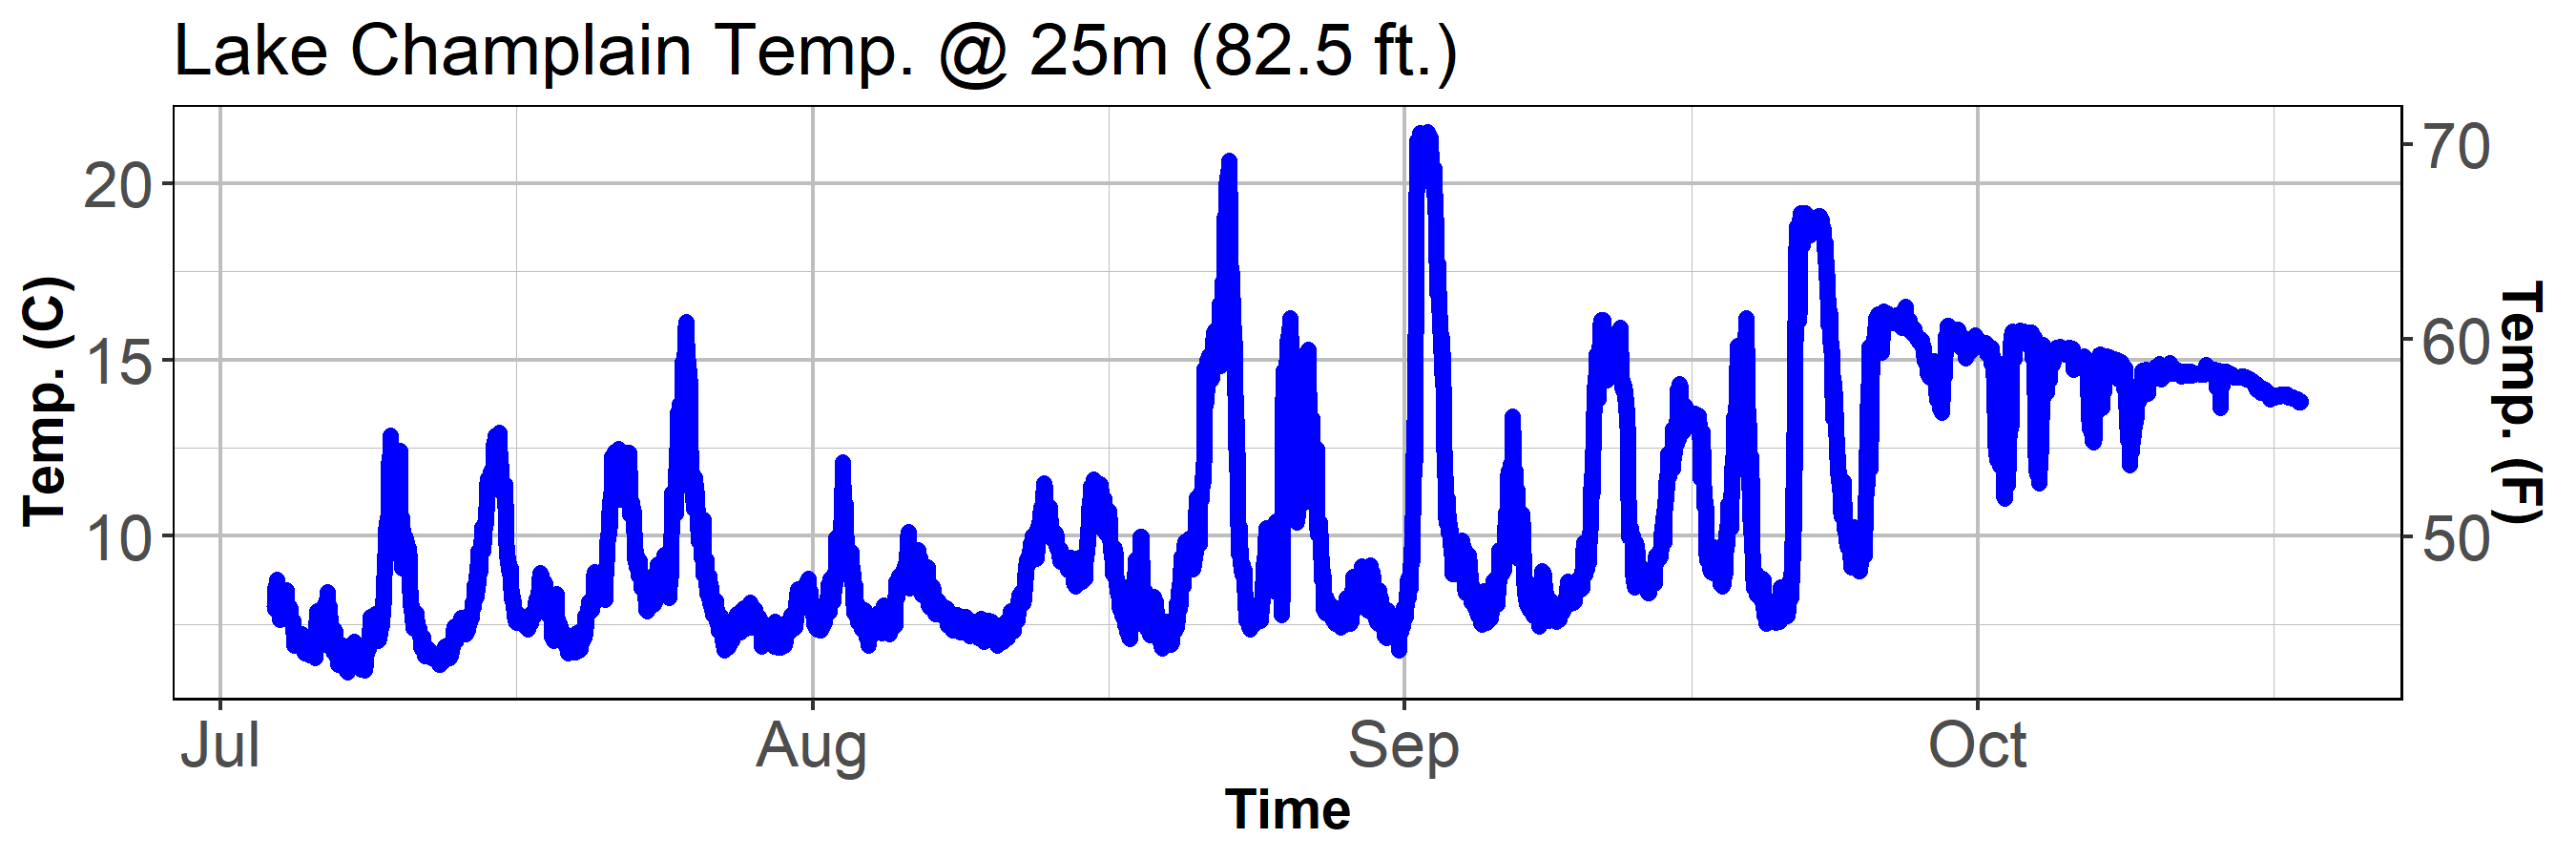 Lake Champlain Temp. @ 25m (82.5 ft.)
Temp. (C)
20
15
10
70
60
50
Temp. (F)
Jul Aug Sep Oct
Time